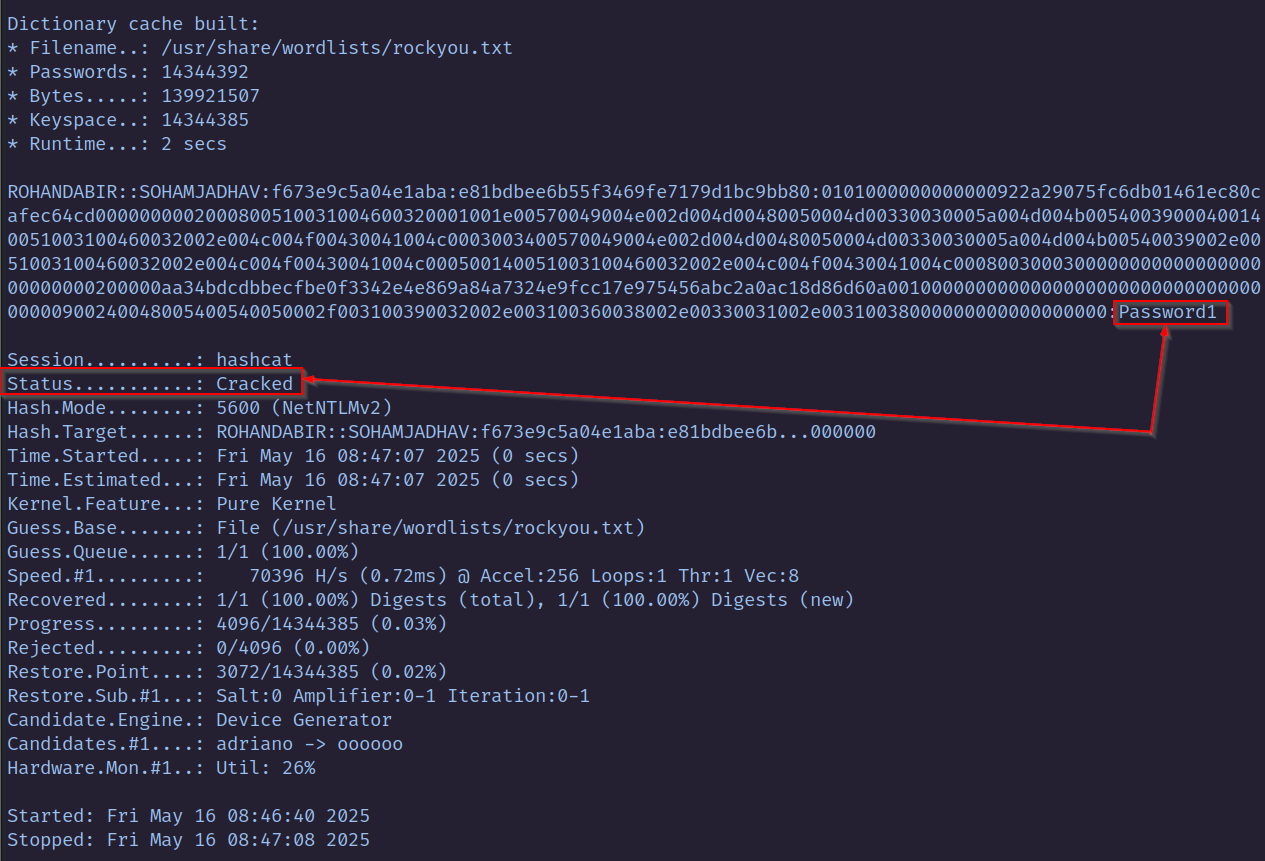 Dictionary cache built:
* Filename..: /usr/share/wordlists/rockyou.txt
* Passwords.: 14344392
* Bytes.....: 139921507
* Keyspace..: 14344385
* Runtime...: 2 secs
ROHANDABIR::SOHAMJADHAV:f673e9c5a04e1aba:e81bdbee6b55f3469fe7179d1bc9bb80:0101000000000000922a29075fc6db01461ec80c
afec64cd0000000002000800510031004600320001001e00570049004e002d004d00480050004d00330030005a004d004b00540039000400140
0510031004600320002e004c004f00430041004c0003003400570049004e002d004d00480050004d00330030005a004d004b00540039002e00
510031004600320002e004c004f00430041004c000500140051003100460032002e004c004f00430041004c000800300030000000000000000
0000000000200000aa34bdcdbbecfbe0f3342e4e869a84a7324e9fcc17e975456abc2a0ac18d86d60a0010000000000000000000000000000
00000900240048005400540050002f003100390032002e003100360038002e00330031002e003100380000000000000000000:Password1
Session..........: hashcat
Status...........: Cracked
Hash.Mode........: 5600 (NetNTLMv2)
Hash.Target......: ROHANDABIR::SOHAMJADHAV:f673e9c5a04e1aba:e81bdbee6b...000000
Time.Started.....: Fri May 16 08:47:07 2025 (0 secs)
Time.Estimated...: Fri May 16 08:47:07 2025 (0 secs)
Kernel.Feature...: Pure Kernel
Guess.Base.......: File (/usr/share/wordlists/rockyou.txt)
Guess.Queue......: 1/1 (100.00%)
Speed.#1.........:    70396 H/s (0.72ms) @ Accel:256 Loops:1 Thr:1 Vec:8
Recovered........: 1/1 (100.00%) Digests (total), 1/1 (100.00%) Digests (new)
Progress.........: 4096/14344385 (0.03%)
Rejected.........: 0/4096 (0.00%)
Restore.Point....: 3072/14344385 (0.02%)
Restore.Sub.#1...: Salt:0 Amplifier:0-1 Iteration:0-1
Candidate.Engine.: Device Generator
Candidates.#1....: adriano -> oooooo
Hardware.Mon.#1..: Util: 26%
Started: Fri May 16 08:46:40 2025
Stopped: Fri May 16 08:47:08 2025